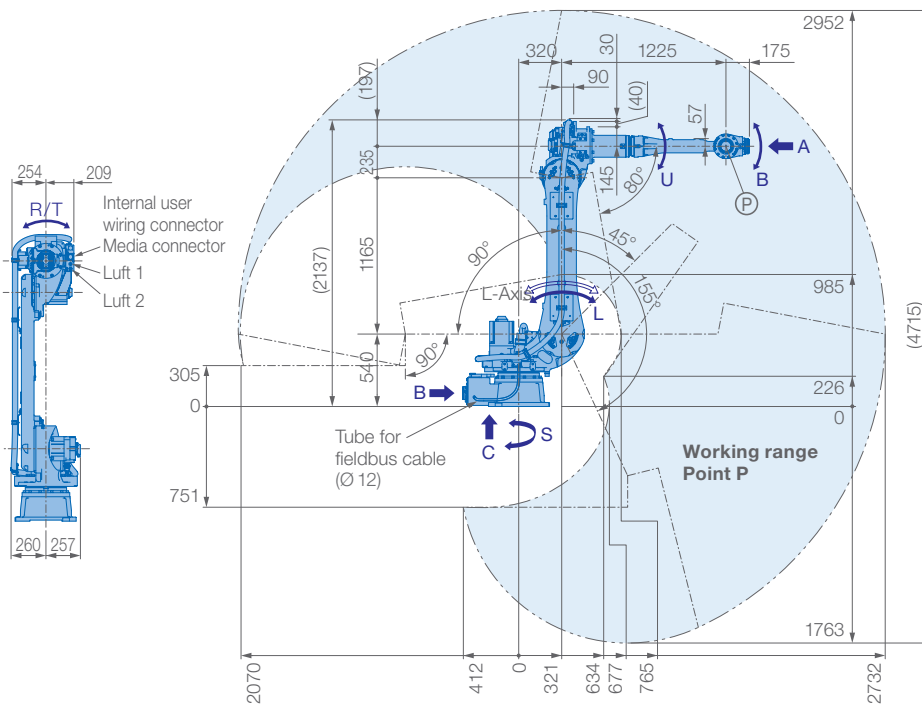 2952
320
1225
175
30
90
(40)
(197)
57
A
B
U
P
80°
145
235
254
209
R/T
Internal user
wiring connector
Media connector
Luft 1
Luft 2
(2137)
1165
90°
45°
155°
L-Axis
L
985
(4715)
90°
540
305
0
B
226
0
Tube for
fieldbus cable
(Ø 12)
C
S
Working range
Point P
751
260
257
1763
2070
412
0
321
634
677
765
2732